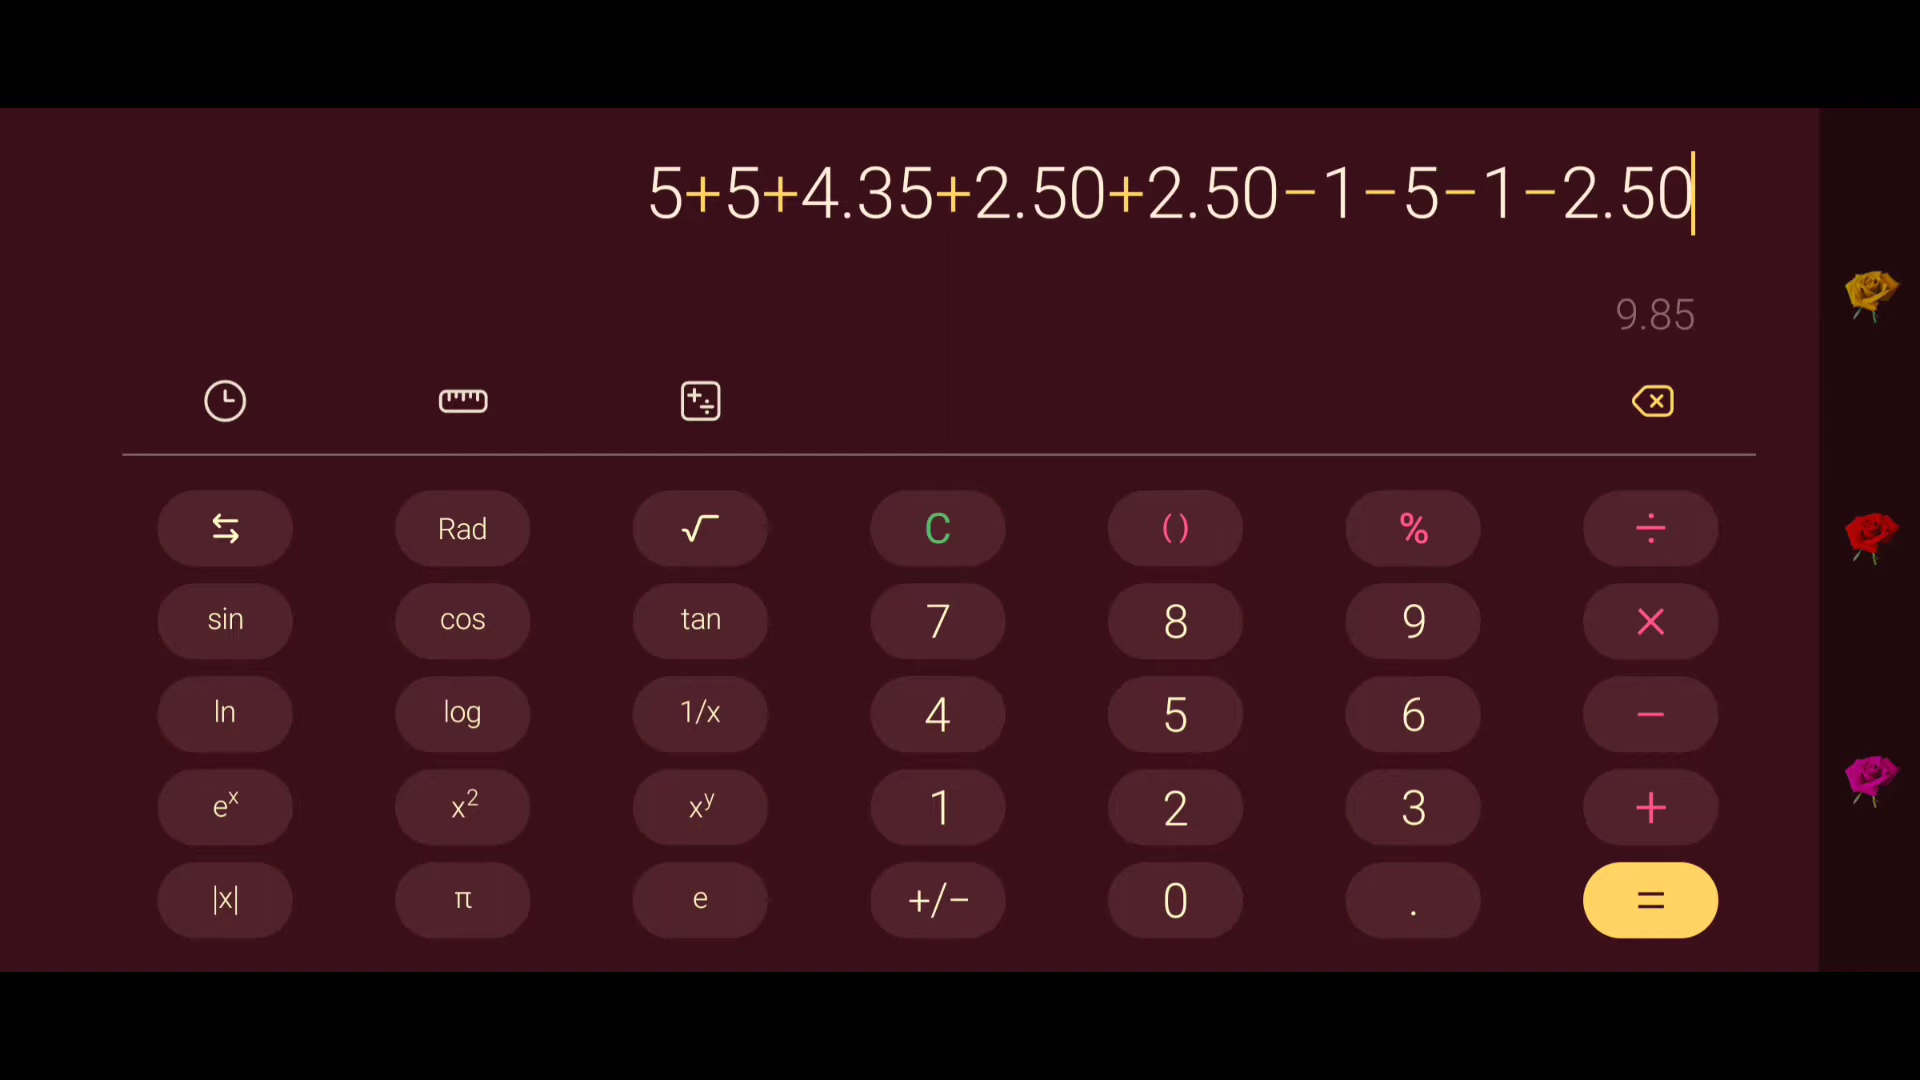 5+5+4.35+2.50+2.50−1−5−1−2.50
9.85
⇆ Rad √ C () % ÷
sin cos tan 7 8 9 ×
ln log 1/x 4 5 6 −
eˣ x² xʸ 1 2 3 +
|x| π e +/− 0 . =